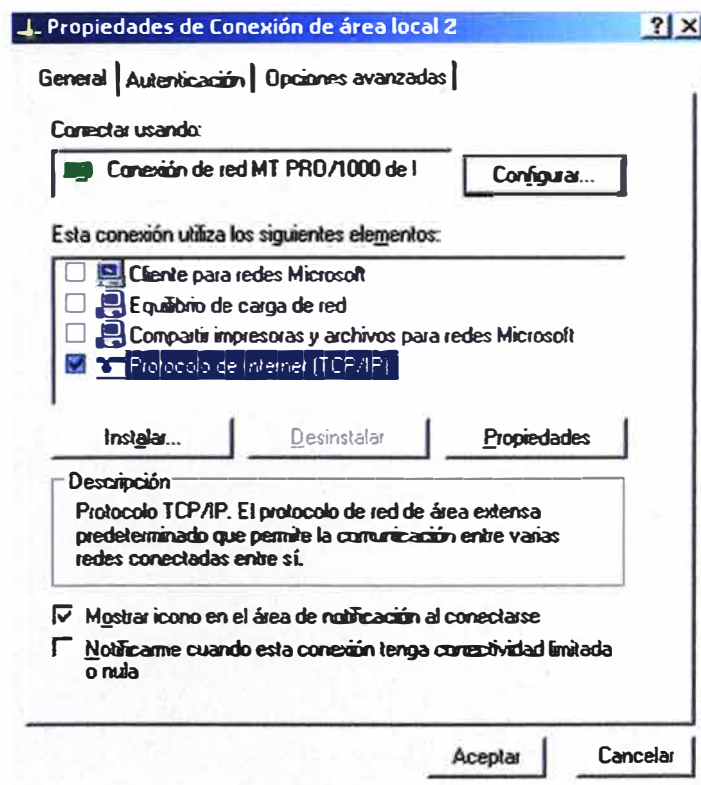 Propiedades de Conexión de área local 2
General Autenticación Opciones avanzadas
Conectar usando:
Conexión de red MT PRO/1000 de I
Configurar...
Esta conexión utiliza los siguientes elementos:
Cliente para redes Microsoft
Equilibrio de carga de red
Compartir impresoras y archivos para redes Microsoft
Protocolo de Internet (TCP/IP)
Instalar... Desinstalar Propiedades
Descripción
Protocolo TCP/IP. El protocolo de red de área extensa
predeterminado que permite la comunicación entre varias
redes conectadas entre sí.
Mostrar icono en el área de notificación al conectarse
Notificarme cuando esta conexión tenga conectividad limitada
o nula
Aceptar Cancelar